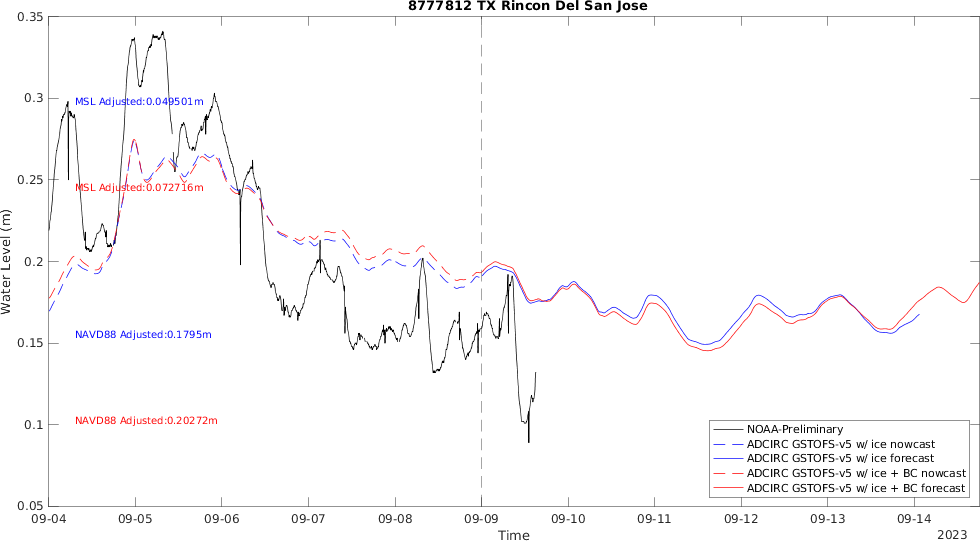 8777812 TX Rincon Del San Jose
Water Level (m)
0.35
0.3
0.25
0.2
0.15
0.1
0.05
MSL Adjusted:0.049501m
MSL Adjusted:0.072716m
NAVD88 Adjusted:0.1795m
NAVD88 Adjusted:0.20272m
NOAA-Preliminary
ADCIRC GSTOFS-v5 w/ ice nowcast
ADCIRC GSTOFS-v5 w/ ice forecast
ADCIRC GSTOFS-v5 w/ ice + BC nowcast
ADCIRC GSTOFS-v5 w/ ice + BC forecast
09-04 09-05 09-06 09-07 09-08 09-09 09-10 09-11 09-12 09-13 09-14
Time
2023